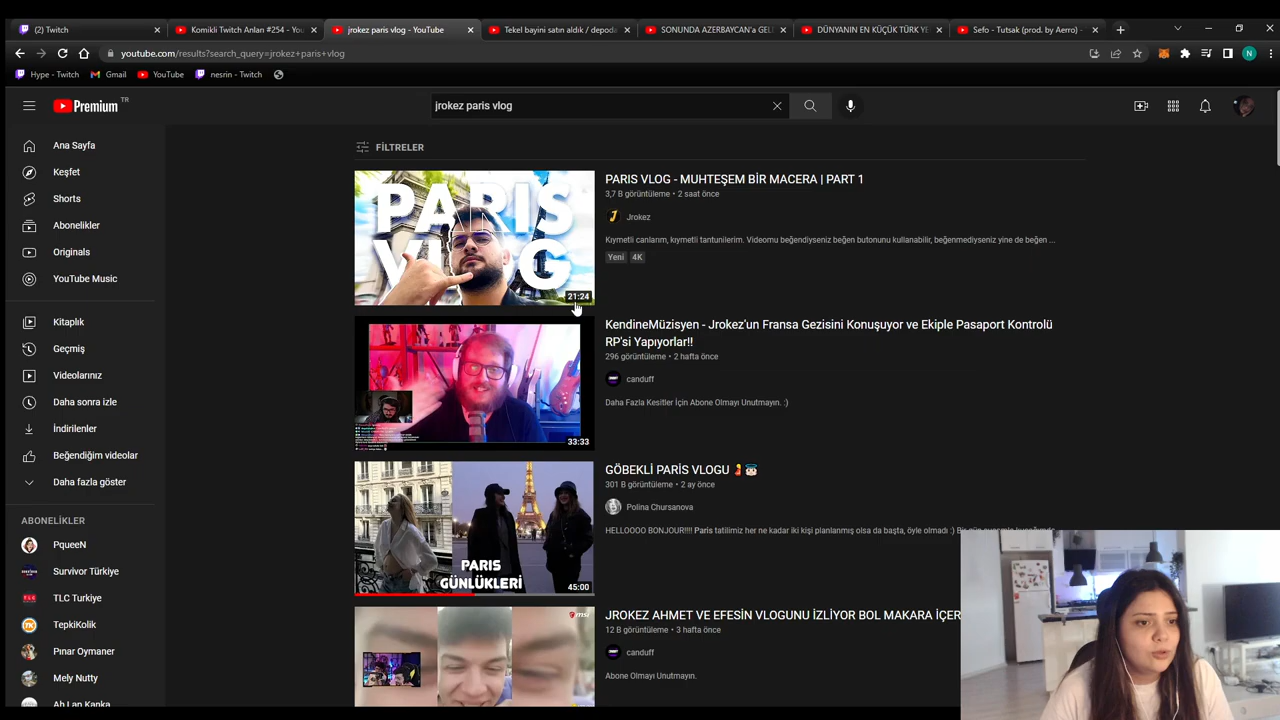 (2) Twitch
Komikli Twitch Anları #254 - You
jrokez paris vlog - YouTube
Tekel bayini satın aldık / depoda
SONUNDA AZERBAYCAN'a GEL
DÜNYANIN EN KÜÇÜK TÜRK YE
Sefo - Tutsak (prod. by Aerro) -
youtube.com/results?search_query=jrokez+paris+vlog
N
Hype - Twitch
Gmail
YouTube
nesrin - Twitch
Premium TR
jrokez paris vlog
Ana Sayfa
Keşfet
Shorts
Abonelikler
Originals
YouTube Music
Kitaplık
Geçmiş
Videolarınız
Daha sonra izle
İndirilenler
Beğendiğim videolar
Daha fazla göster
ABONELİKLER
PqueeN
Survivor Türkiye
TLC Turkiye
TepkiKolik
Pınar Oymaner
Mely Nutty
Ah Lan Kanka
FİLTRELER
PARIS
VLOG
21:24
PARIS VLOG - MUHTEŞEM BİR MACERA | PART 1
3,7 B görüntüleme • 2 saat önce
Jrokez
Kıymetli canlarım, kıymetli tantunilerim. Videomu beğendiyseniz beğen butonunu kullanabilir, beğenmediyseniz yine de beğen ...
Yeni 4K
33:33
KendineMüzisyen - Jrokez'un Fransa Gezisini Konuşuyor ve Ekiple Pasaport Kontrolü
RP'si Yapıyorlar!!
296 görüntüleme • 2 hafta önce
canduff
Daha Fazla Kesitler İçin Abone Olmayı Unutmayın. :)
PARIS
GÜNLÜKLERİ
45:00
GÖBEKLİ PARİS VLOGU 🫃👼🏻
301 B görüntüleme • 2 ay önce
Polina Chursanova
HELLOOOO BONJOUR!!!! Paris tatilimiz her ne kadar iki kişi planlanmış olsa da başta, öyle olmadı :)
JROKEZ AHMET VE EFESİN VLOGUNU İZLİYOR BOL MAKARA İÇER
12 B görüntüleme • 3 hafta önce
canduff
Abone Olmayı Unutmayın.